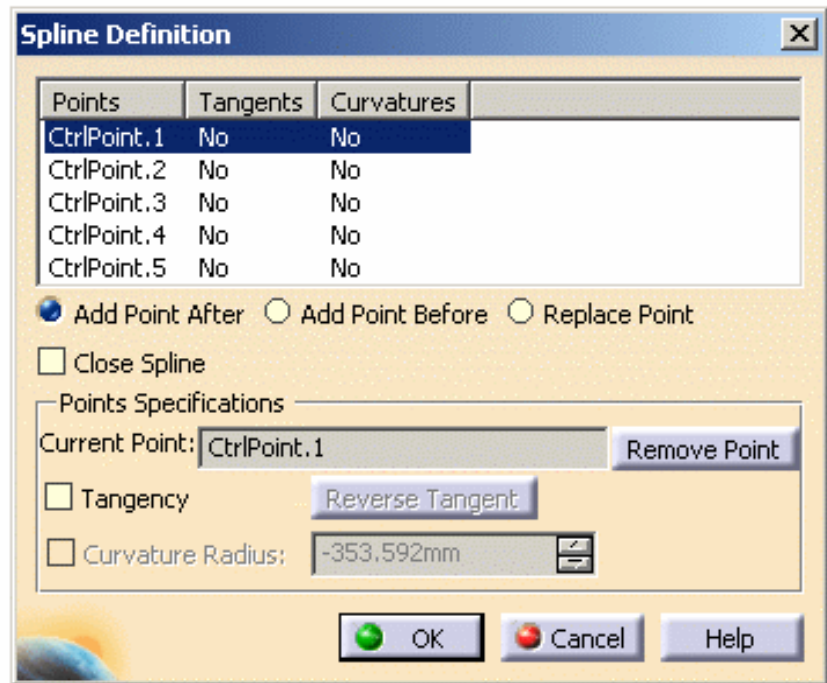 Spline Definition
Points Tangents Curvatures
CtrlPoint.1 No No
CtrlPoint.2 No No
CtrlPoint.3 No No
CtrlPoint.4 No No
CtrlPoint.5 No No
Add Point After Add Point Before Replace Point
Close Spline
Points Specifications
Current Point: CtrlPoint.1 Remove Point
Tangency Reverse Tangent
Curvature Radius: -353.592mm
OK Cancel Help